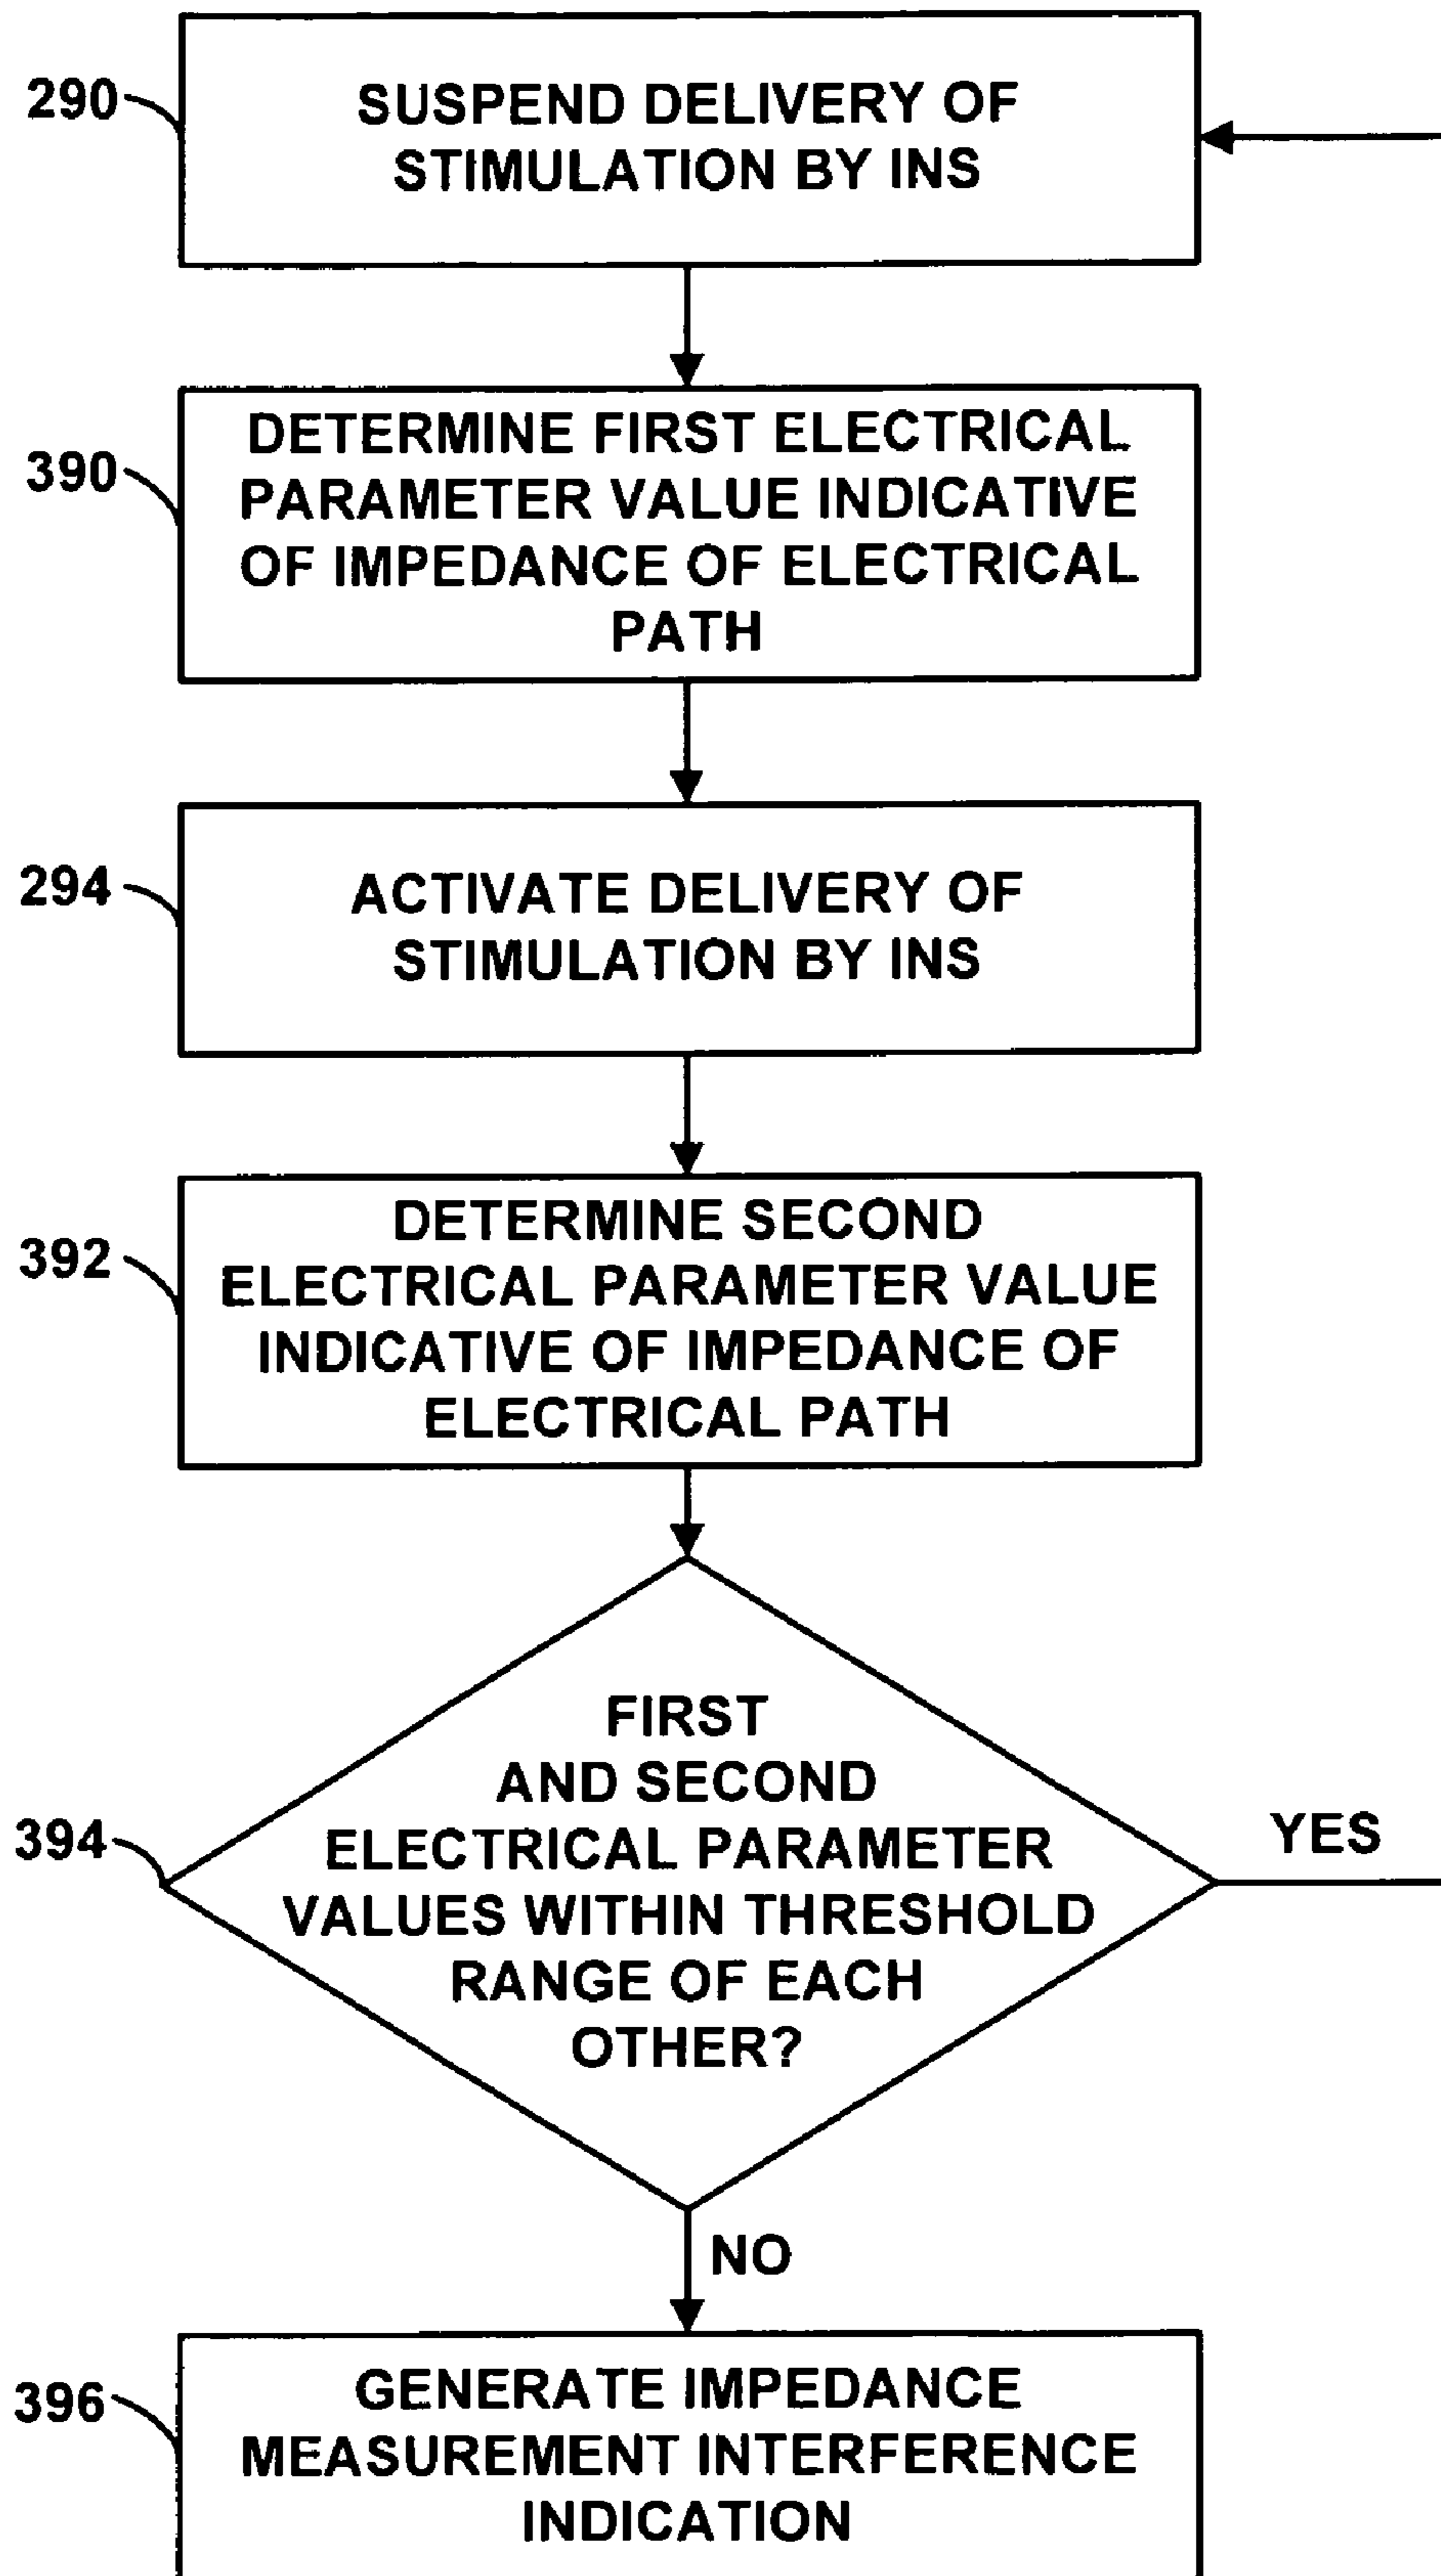 290
SUSPEND DELIVERY OF
STIMULATION BY INS
390
DETERMINE FIRST ELECTRICAL
PARAMETER VALUE INDICATIVE
OF IMPEDANCE OF ELECTRICAL
PATH
294
ACTIVATE DELIVERY OF
STIMULATION BY INS
392
DETERMINE SECOND
ELECTRICAL PARAMETER VALUE
INDICATIVE OF IMPEDANCE OF
ELECTRICAL PATH
394
FIRST
AND SECOND
ELECTRICAL PARAMETER
VALUES WITHIN THRESHOLD
RANGE OF EACH
OTHER?
YES
NO
396
GENERATE IMPEDANCE
MEASUREMENT INTERFERENCE
INDICATION